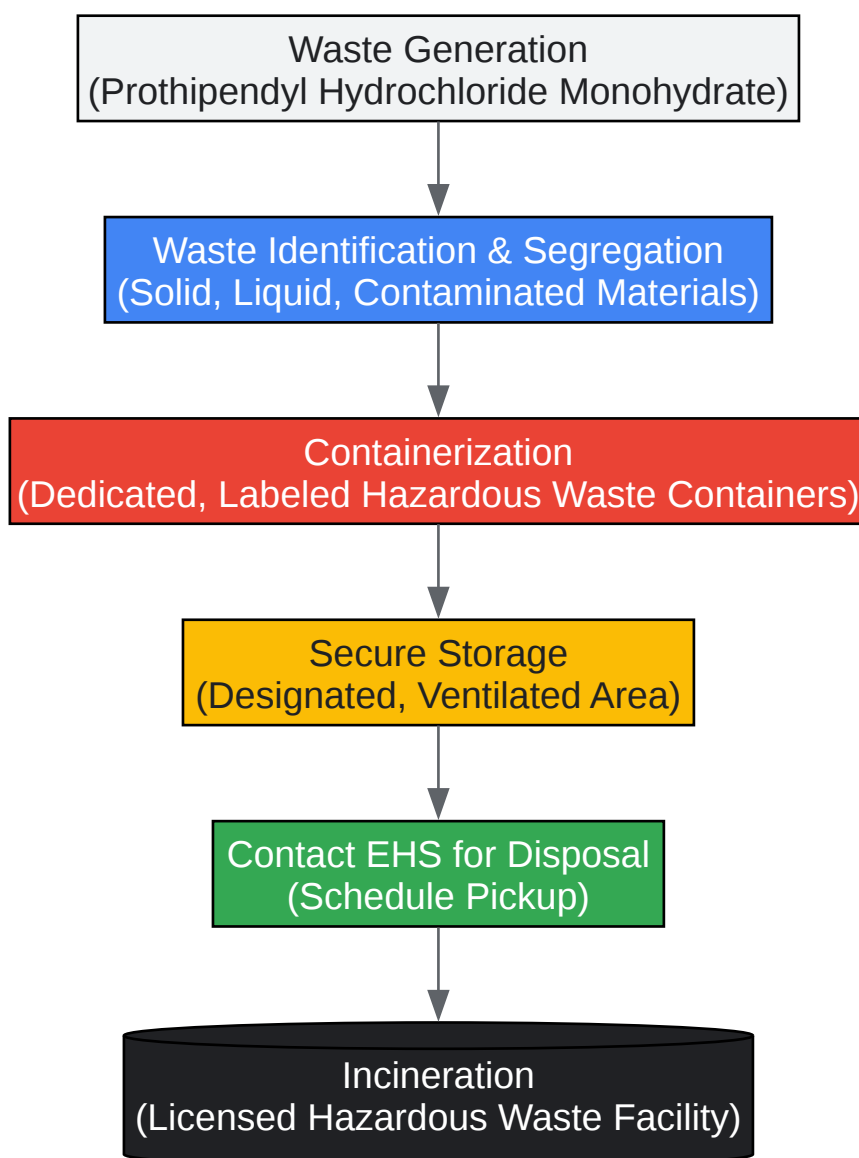 Waste Generation
(Prothipendyl Hydrochloride Monohydrate)
Waste Identification & Segregation
(Solid, Liquid, Contaminated Materials)
Containerization
(Dedicated, Labeled Hazardous Waste Containers)
Secure Storage
(Designated, Ventilated Area)
Contact EHS for Disposal
(Schedule Pickup)
Incineration
(Licensed Hazardous Waste Facility)